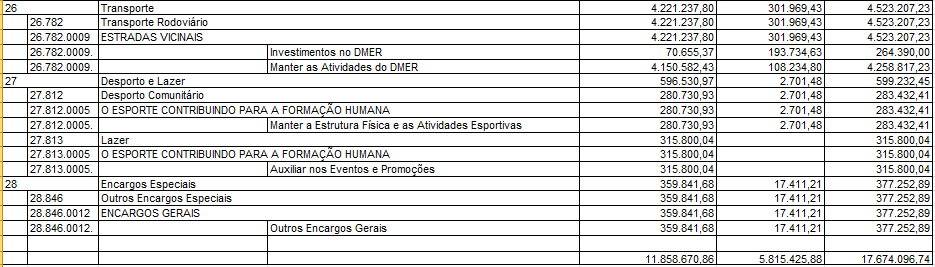 26 Transporte 4.221.237,80 301.969,43 4.523.207,23
26.782 Transporte Rodoviário 4.221.237,80 301.969,43 4.523.207,23
26.782.0009 ESTRADAS VICINAIS 4.221.237,80 301.969,43 4.523.207,23
26.782.0009. Investimentos no DMER 70.655,37 193.734,63 264.390,00
26.782.0009. Manter as Atividades do DMER 4.150.582,43 108.234,80 4.258.817,23
27 Desporto e Lazer 596.530,97 2.701,48 599.232,45
27.812 Desporto Comunitário 280.730,93 2.701,48 283.432,41
27.812.0005 O ESPORTE CONTRIBUINDO PARA A FORMAÇÃO HUMANA 280.730,93 2.701,48 283.432,41
27.812.0005. Manter a Estrutura Física e as Atividades Esportivas 280.730,93 2.701,48 283.432,41
27.813 Lazer 315.800,04 315.800,04
27.813.0005 O ESPORTE CONTRIBUINDO PARA A FORMAÇÃO HUMANA 315.800,04 315.800,04
27.813.0005. Auxiliar nos Eventos e Promoções 315.800,04 315.800,04
28 Encargos Especiais 359.841,68 17.411,21 377.252,89
28.846 Outros Encargos Especiais 359.841,68 17.411,21 377.252,89
28.846.0012 ENCARGOS GERAIS 359.841,68 17.411,21 377.252,89
28.846.0012. Outros Encargos Gerais 359.841,68 17.411,21 377.252,89
11.858.670,86 5.815.425,88 17.674.096,74